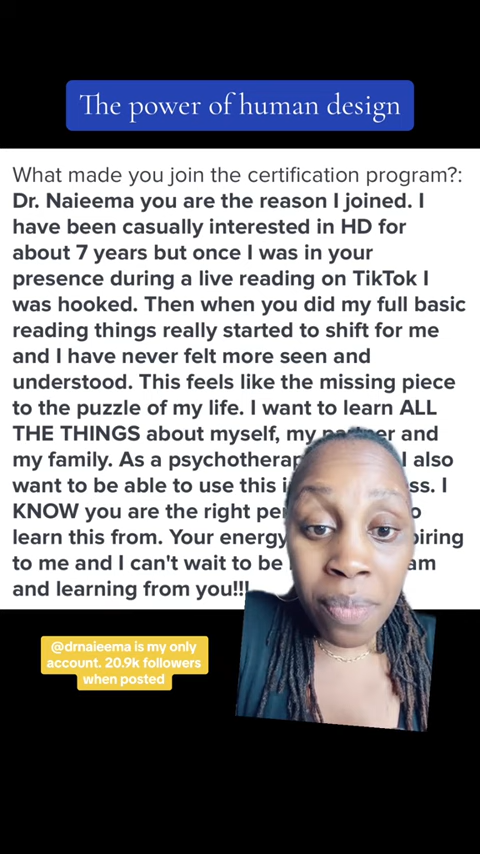 The power of human design
What made you join the certification program?:
Dr. Naieema you are the reason I joined. I
have been casually interested in HD for
about 7 years but once I was in your
presence during a live reading on TikTok I
was hooked. Then when you did my full basic
reading things really started to shift for me
and I have never felt more seen and
understood. This feels like the missing piece
to the puzzle of my life. I want to learn ALL
THE THINGS about myself, my and
my family. As a I also
want to be able to use this
KNOW you are the right
learn this from. Your energy
to me and I can't wait to be
and learning from you!!!
@drnaieema is my only
account. 20.9k followers
when posted